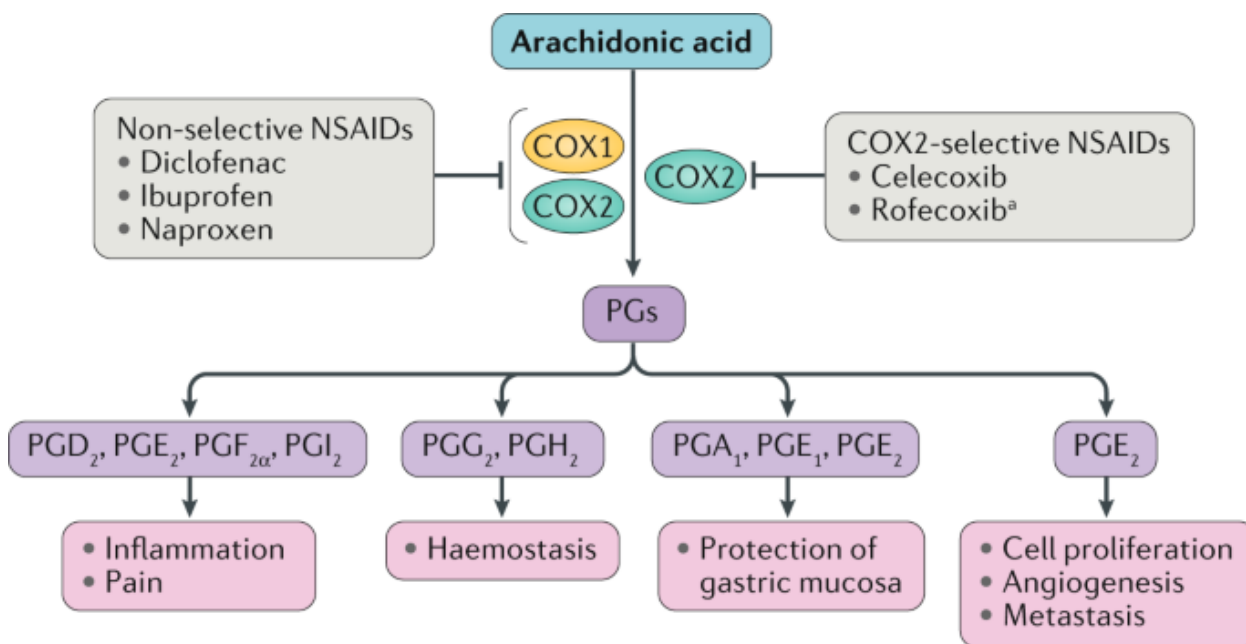 Arachidonic acid
Non-selective NSAIDs
• Diclofenac
• Ibuprofen
• Naproxen
COX1
COX2
COX2
COX2-selective NSAIDs
• Celecoxib
• Rofecoxibᵃ
PGs
PGD₂, PGE₂, PGF₂α, PGI₂
PGG₂, PGH₂
PGA₁, PGE₁, PGE₂
PGE₂
• Inflammation
• Pain
• Haemostasis
• Protection of
gastric mucosa
• Cell proliferation
• Angiogenesis
• Metastasis